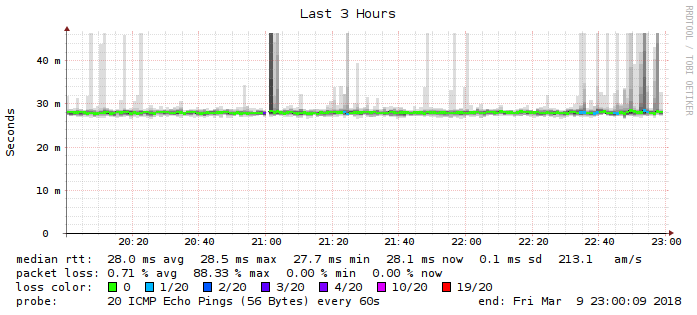 Last 3 Hours
RRDTOOL / TOBI OETIKER
Seconds
40 m
30 m
20 m
10 m
0
20:20 20:40 21:00 21:20 21:40 22:00 22:20 22:40 23:00
median rtt: 28.0 ms avg 28.5 ms max 27.7 ms min 28.1 ms now 0.1 ms sd 213.1 am/s
packet loss: 0.71 % avg 88.33 % max 0.00 % min 0.00 % now
loss color: 0 1/20 2/20 3/20 4/20 10/20 19/20
probe: 20 ICMP Echo Pings (56 Bytes) every 60s end: Fri Mar 9 23:00:09 2018